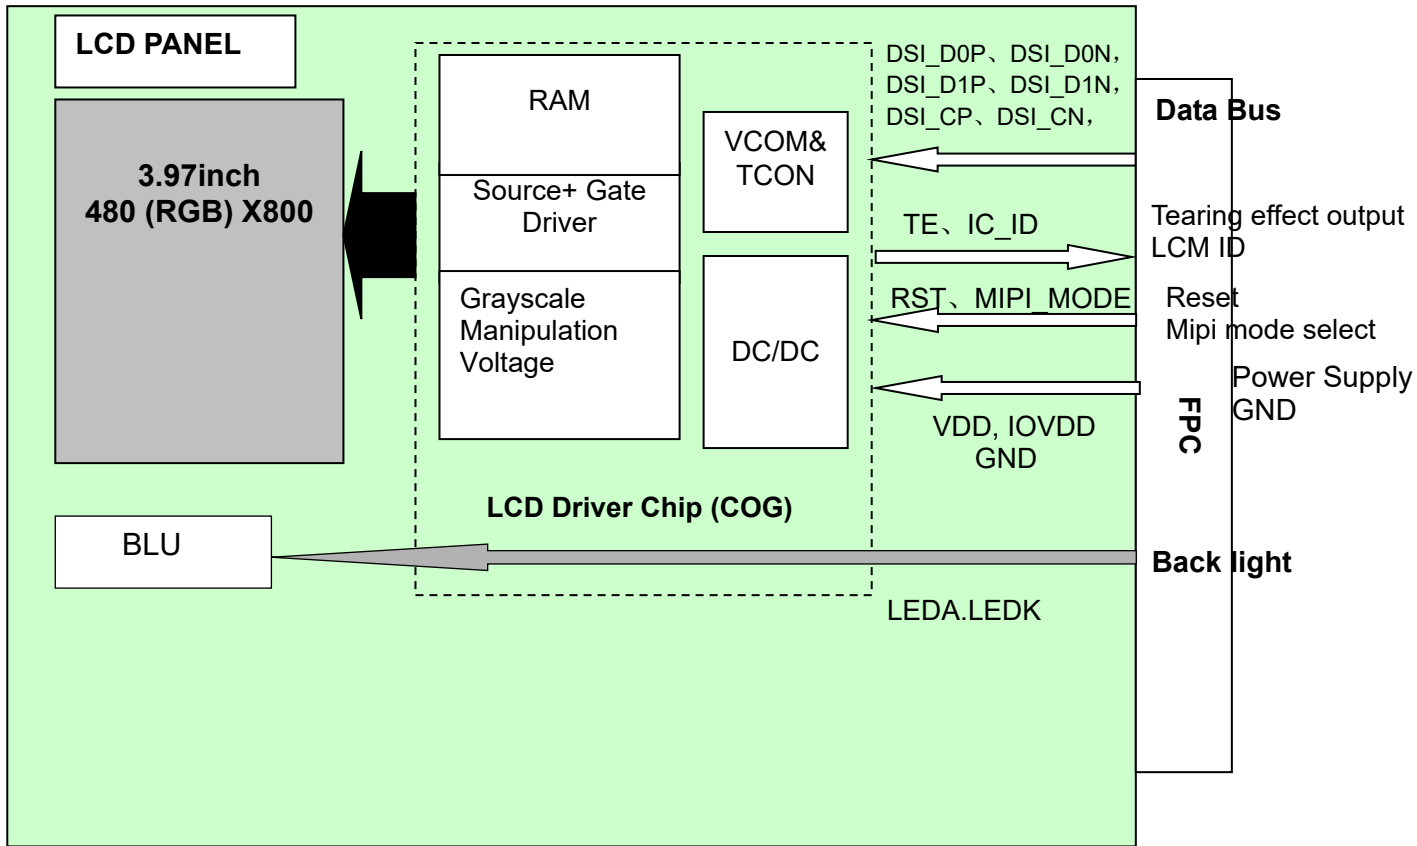 LCD PANEL
3.97inch
480 (RGB) X800
RAM
Source+ Gate
Driver
Grayscale
Manipulation
Voltage
VCOM&
TCON
DC/DC
LCD Driver Chip (COG)
BLU
DSI_D0P、DSI_D0N，
DSI_D1P、DSI_D1N，
DSI_CP、DSI_CN，
Data Bus
TE、IC_ID
Tearing effect output
LCM ID
RST、MIPI_MODE
Reset
Mipi mode select
VDD, IOVDD
GND
Power Supply
GND
FPC
Back light
LEDA.LEDK